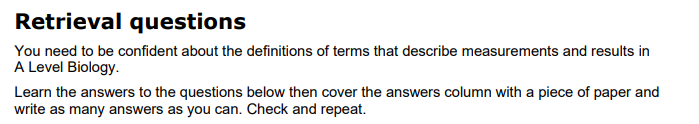 Retrieval questions
You need to be confident about the definitions of terms that describe measurements and results in
A Level Biology.
Learn the answers to the questions below then cover the answers column with a piece of paper and
write as many answers as you can. Check and repeat.